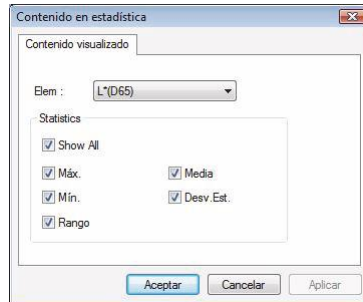 Contenido en estadística
Contenido visualizado
Elem :
L*(D65)
Statistics
Show All
Máx.
Media
Mín.
Desv.Est.
Rango
Aceptar
Cancelar
Aplicar